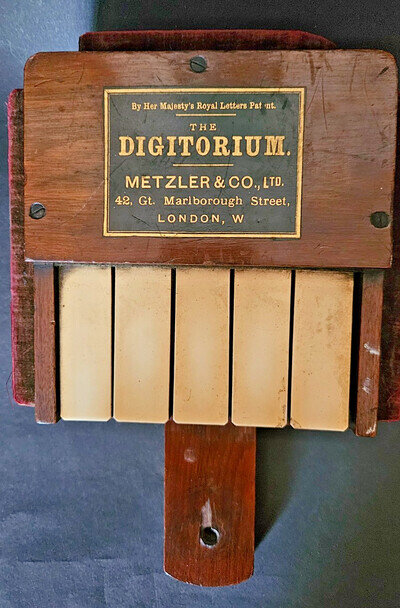 By Her Majesty's Royal Letters Patent.
THE
DIGITORIUM.
METZLER & CO., LTD.
42, Gt. Marlborough Street,
LONDON, W